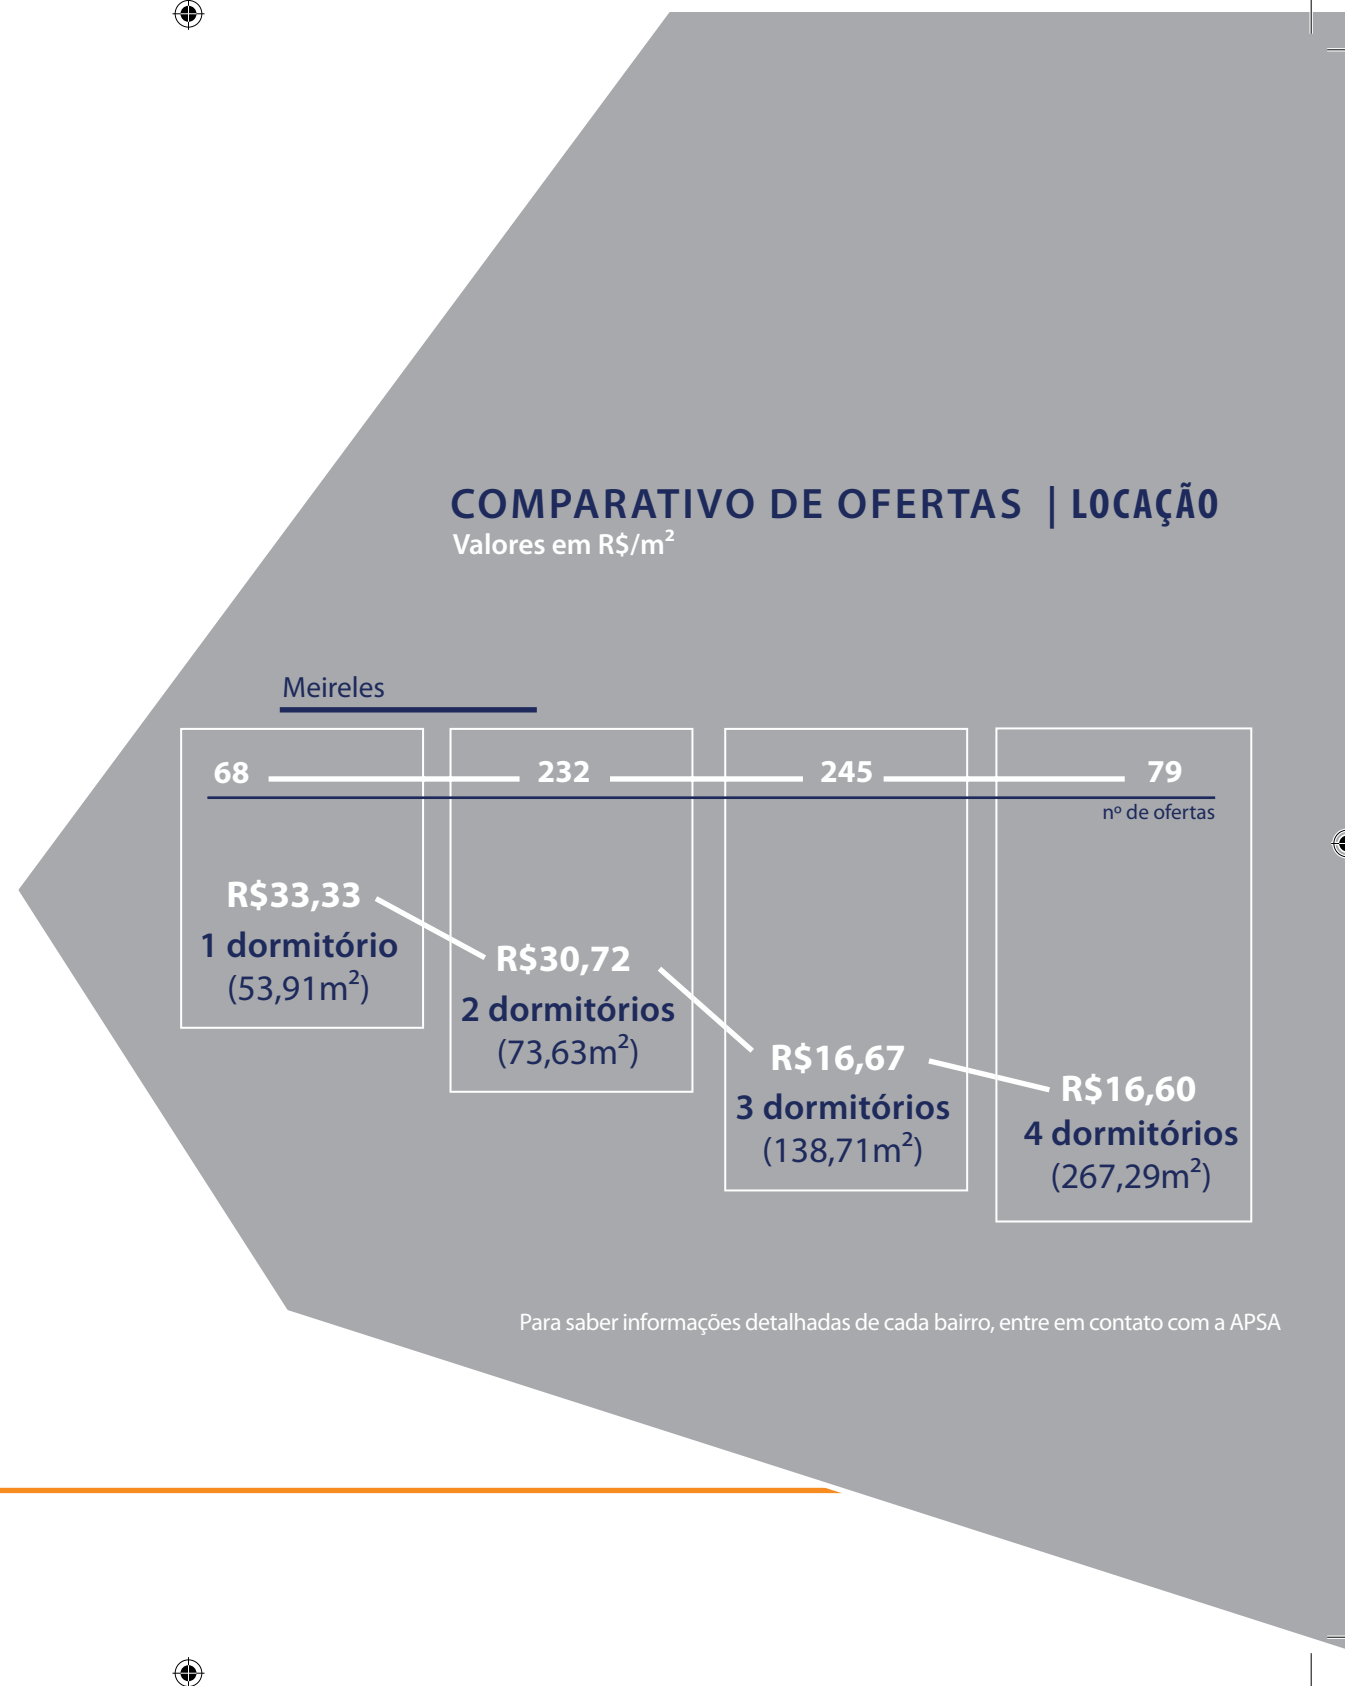 COMPARATIVO DE OFERTAS | LOCAÇÃO
Valores em R$/m²
Meireles
68 232 245 79
nº de ofertas
R$33,33
1 dormitório
(53,91m²)
R$30,72
2 dormitórios
(73,63m²)
R$16,67
3 dormitórios
(138,71m²)
R$16,60
4 dormitórios
(267,29m²)
Para saber informações detalhadas de cada bairro, entre em contato com a APSA